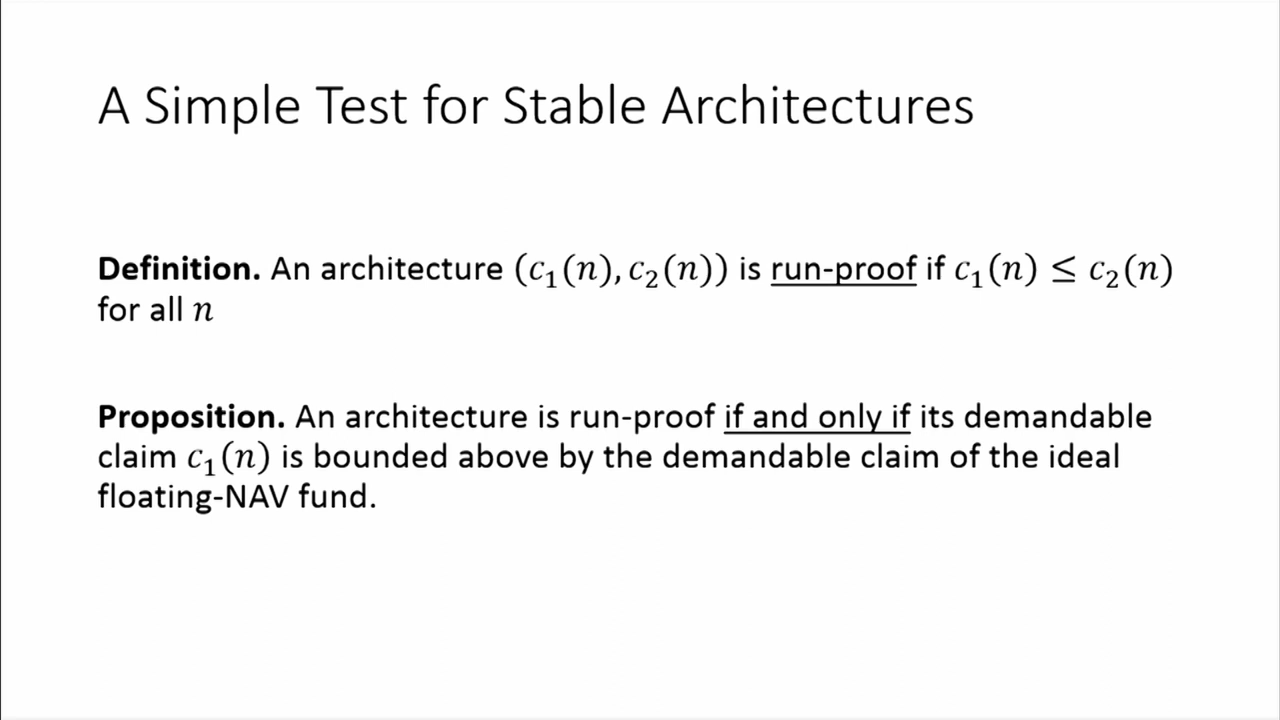 A Simple Test for Stable Architectures
Definition. An architecture (c₁(n), c₂(n)) is run-proof if c₁(n) ≤ c₂(n)
for all n
Proposition. An architecture is run-proof if and only if its demandable
claim c₁(n) is bounded above by the demandable claim of the ideal
floating-NAV fund.